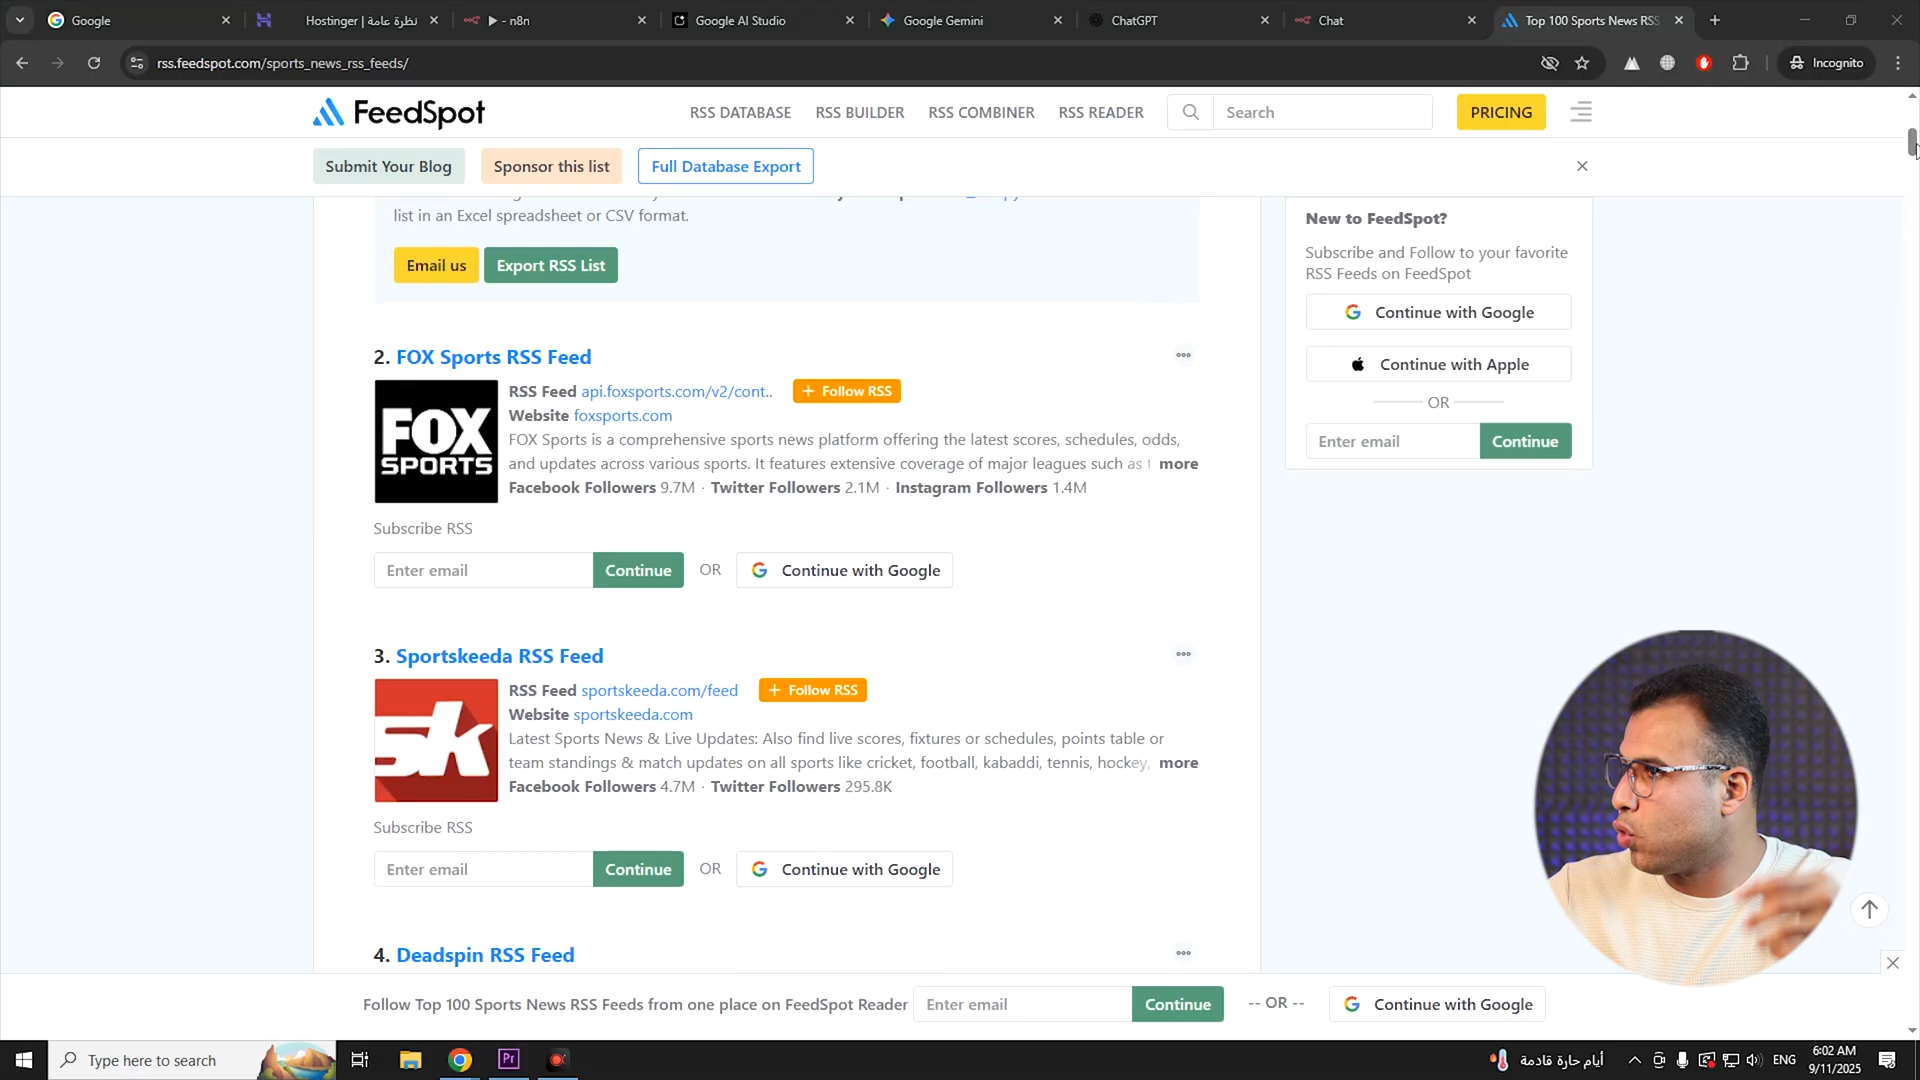 Google
Hostinger | نظرة عامة
▶ - n8n
Google AI Studio
Google Gemini
ChatGPT
Chat
Top 100 Sports News RSS
rss.feedspot.com/sports_news_rss_feeds/
Incognito
FeedSpot
RSS DATABASE
RSS BUILDER
RSS COMBINER
RSS READER
Search
PRICING
Submit Your Blog
Sponsor this list
Full Database Export
list in an Excel spreadsheet or CSV format.
Email us
Export RSS List
2. FOX Sports RSS Feed
FOX
SPORTS
RSS Feed api.foxsports.com/v2/cont..
+ Follow RSS
Website foxsports.com
FOX Sports is a comprehensive sports news platform offering the latest scores, schedules, odds,
and updates across various sports. It features extensive coverage of major leagues such as t more
Facebook Followers 9.7M · Twitter Followers 2.1M · Instagram Followers 1.4M
Subscribe RSS
Enter email
Continue
OR
Continue with Google
3. Sportskeeda RSS Feed
sk
RSS Feed sportskeeda.com/feed
+ Follow RSS
Website sportskeeda.com
Latest Sports News & Live Updates: Also find live scores, fixtures or schedules, points table or
team standings & match updates on all sports like cricket, football, kabaddi, tennis, hockey, more
Facebook Followers 4.7M · Twitter Followers 295.8K
Subscribe RSS
Enter email
Continue
OR
Continue with Google
4. Deadspin RSS Feed
New to FeedSpot?
Subscribe and Follow to your favorite
RSS Feeds on FeedSpot
Continue with Google
Continue with Apple
OR
Enter email
Continue
Follow Top 100 Sports News RSS Feeds from one place on FeedSpot Reader
Enter email
Continue
-- OR --
Continue with Google
Type here to search
Pr
أيام حارة قادمة
ENG
6:02 AM
9/11/2025